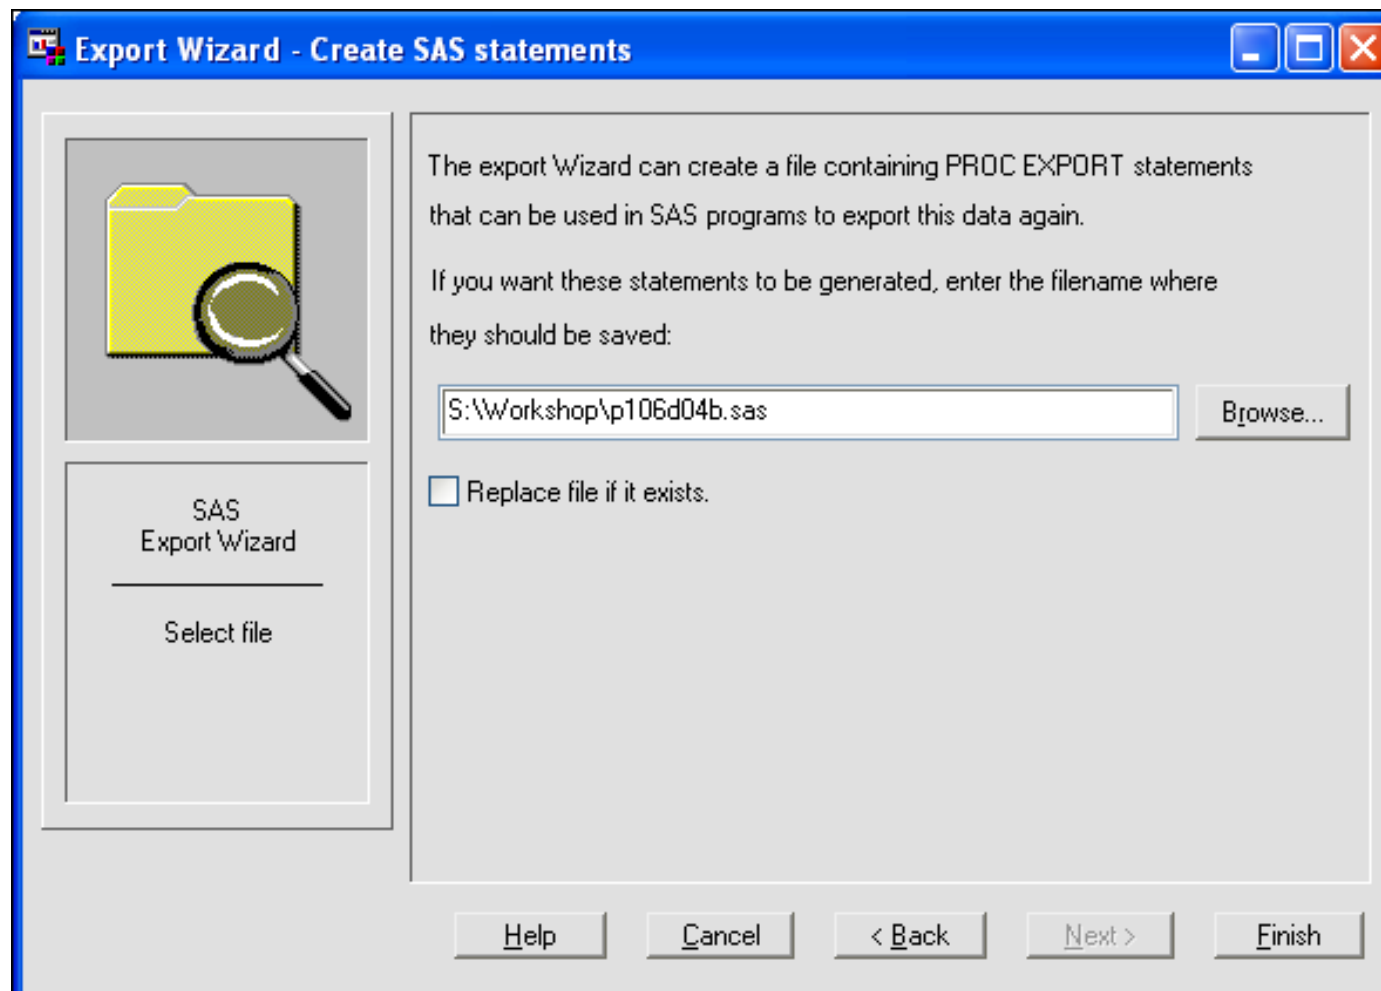 Export Wizard - Create SAS statements
The export Wizard can create a file containing PROC EXPORT statements
that can be used in SAS programs to export this data again.
If you want these statements to be generated, enter the filename where
they should be saved:
S:\Workshop\p106d04b.sas
Browse...
Replace file if it exists.
SAS
Export Wizard
Select file
Help
Cancel
< Back
Next >
Finish